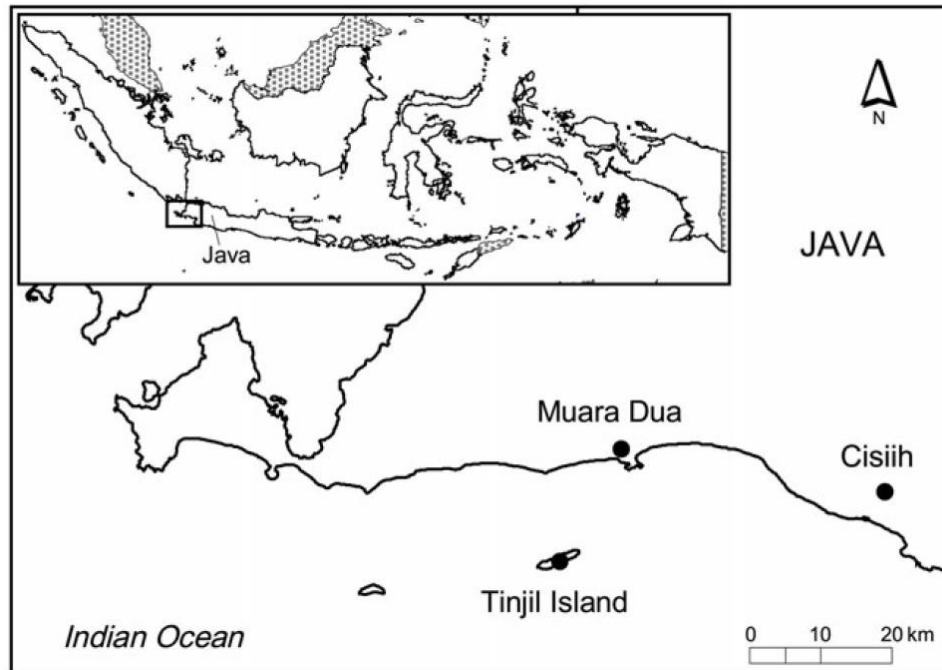 Java
N
JAVA
Muara Dua
Cisiih
Tinjil Island
Indian Ocean
0 10 20 km